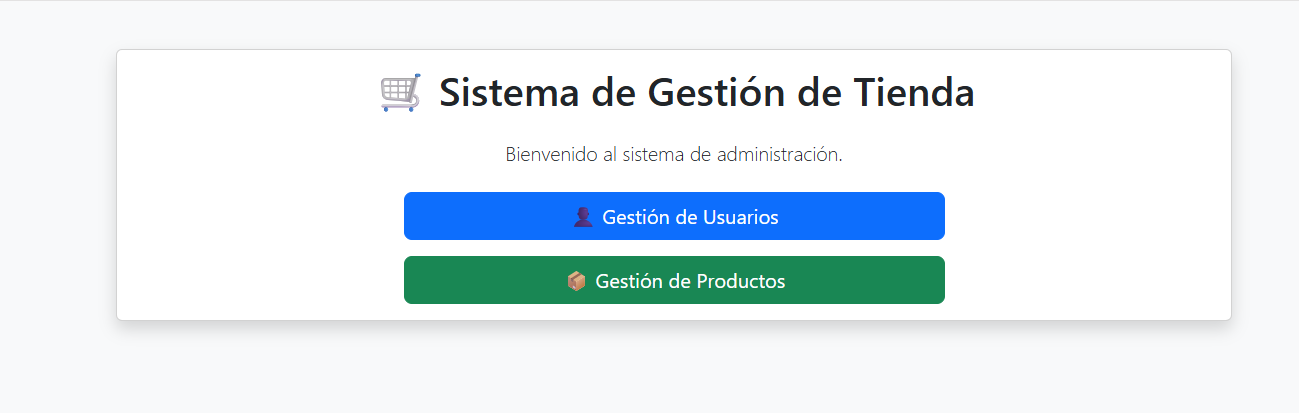 Sistema de Gestión de Tienda
Bienvenido al sistema de administración.
Gestión de Usuarios
Gestión de Productos